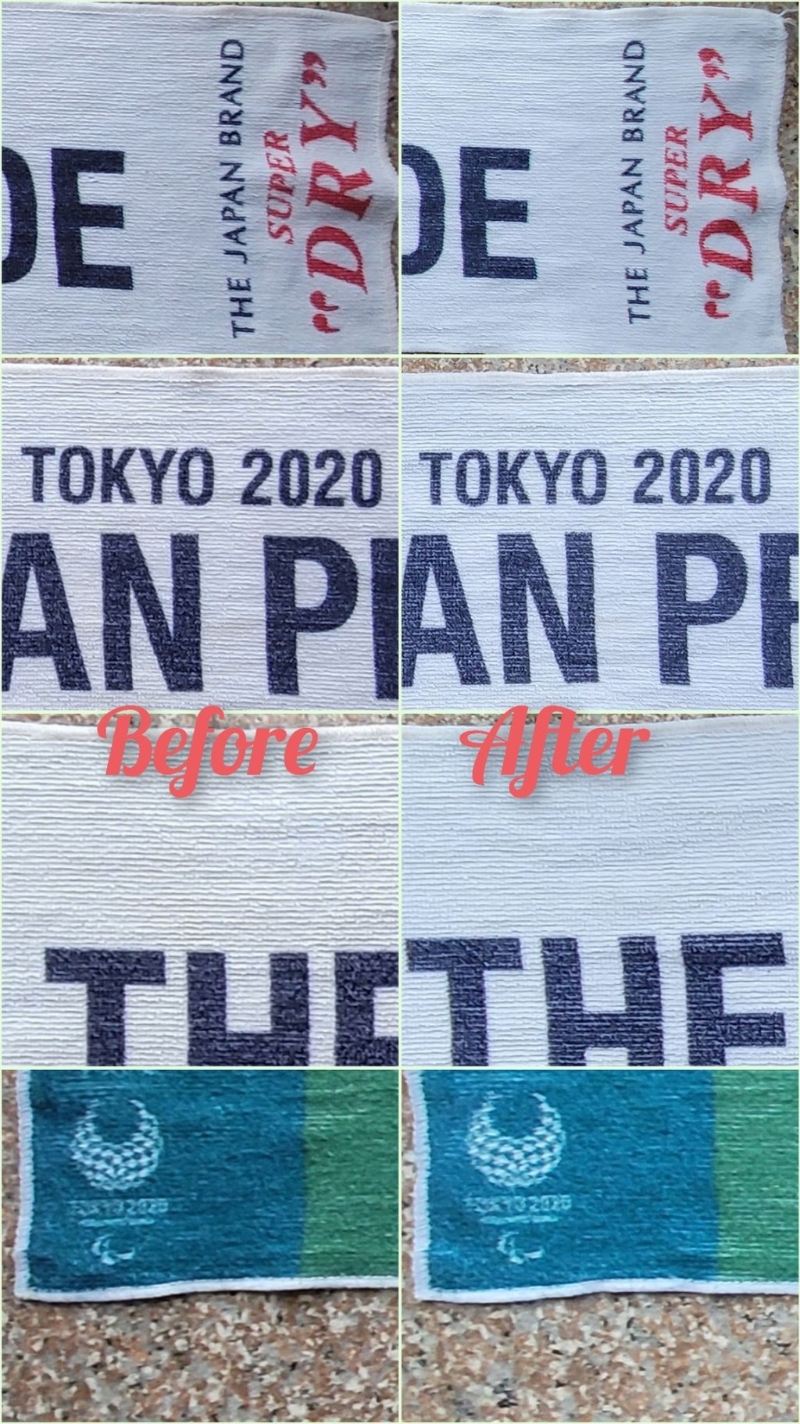 DE
THE JAPAN BRAND
SUPER
"DRY"
DE
THE JAPAN BRAND
SUPER
"DRY"
TOKYO 2020
AN P
TOKYO 2020
AN PR
Before
After
THE
THE
TOKYO 2020
TOKYO 2020